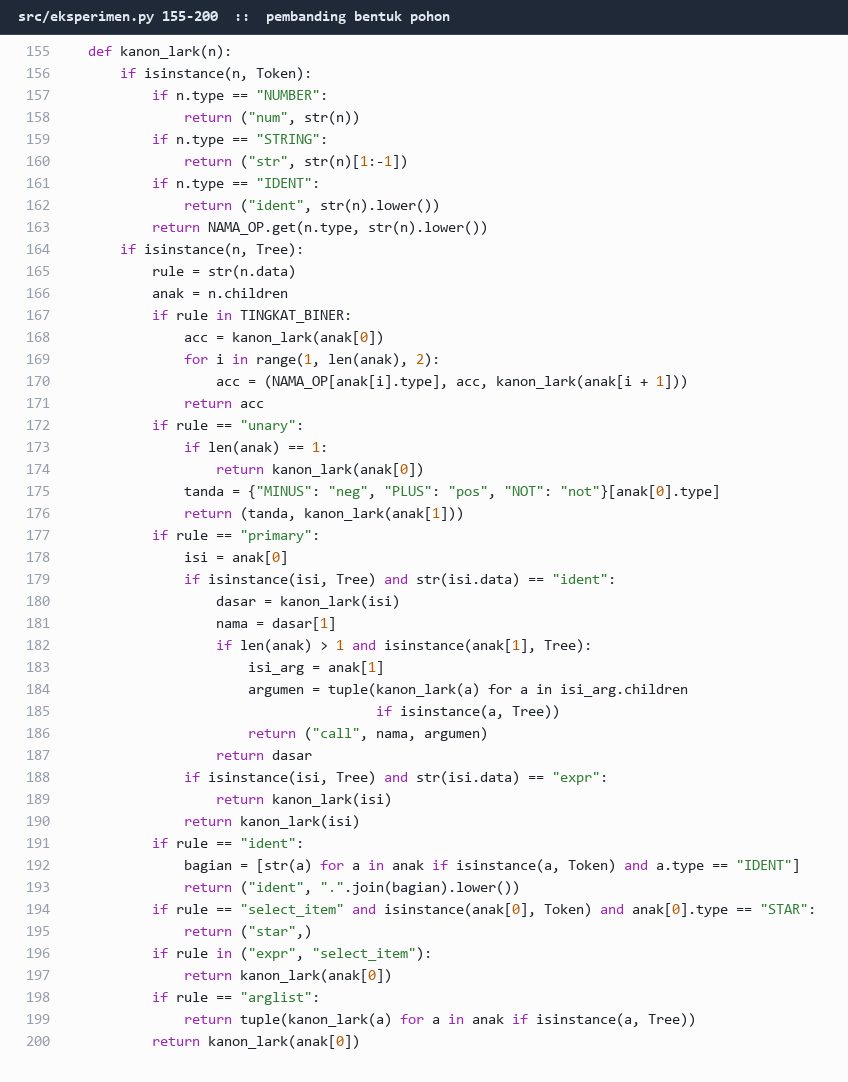 src/eksperimen.py 155-200  ::  pembanding bentuk pohon
155    def kanon_lark(n):
156        if isinstance(n, Token):
157            if n.type == "NUMBER":
158                return ("num", str(n))
159            if n.type == "STRING":
160                return ("str", str(n)[1:-1])
161            if n.type == "IDENT":
162                return ("ident", str(n).lower())
163            return NAMA_OP.get(n.type, str(n).lower())
164        if isinstance(n, Tree):
165            rule = str(n.data)
166            anak = n.children
167            if rule in TINGKAT_BINER:
168                acc = kanon_lark(anak[0])
169                for i in range(1, len(anak), 2):
170                    acc = (NAMA_OP[anak[i].type], acc, kanon_lark(anak[i + 1]))
171                return acc
172            if rule == "unary":
173                if len(anak) == 1:
174                    return kanon_lark(anak[0])
175                tanda = {"MINUS": "neg", "PLUS": "pos", "NOT": "not"}[anak[0].type]
176                return (tanda, kanon_lark(anak[1]))
177            if rule == "primary":
178                isi = anak[0]
179                if isinstance(isi, Tree) and str(isi.data) == "ident":
180                    dasar = kanon_lark(isi)
181                    nama = dasar[1]
182                    if len(anak) > 1 and isinstance(anak[1], Tree):
183                        isi_arg = anak[1]
184                        argumen = tuple(kanon_lark(a) for a in isi_arg.children
185                                        if isinstance(a, Tree))
186                        return ("call", nama, argumen)
187                    return dasar
188                if isinstance(isi, Tree) and str(isi.data) == "expr":
189                    return kanon_lark(isi)
190                return kanon_lark(isi)
191            if rule == "ident":
192                bagian = [str(a) for a in anak if isinstance(a, Token) and a.type == "IDENT"]
193                return ("ident", ".".join(bagian).lower())
194            if rule == "select_item" and isinstance(anak[0], Token) and anak[0].type == "STAR":
195                return ("star",)
196            if rule in ("expr", "select_item"):
197                return kanon_lark(anak[0])
198            if rule == "arglist":
199                return tuple(kanon_lark(a) for a in anak if isinstance(a, Tree))
200            return kanon_lark(anak[0])